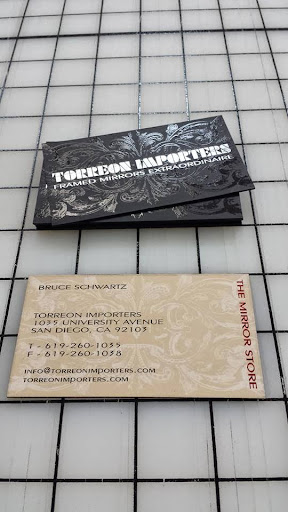 TORREON IMPORTERS
FRAMED MIRRORS EXTRAORDINAIRE
BRUCE SCHWARTZ
TORREON IMPORTERS
1035 UNIVERSITY AVENUE
SAN DIEGO, CA 92103
T - 619-260-1035
F - 619-260-1038
INFO@TORREONIMPORTERS.COM
TORREONIMPORTERS.COM
THE MIRROR STORE